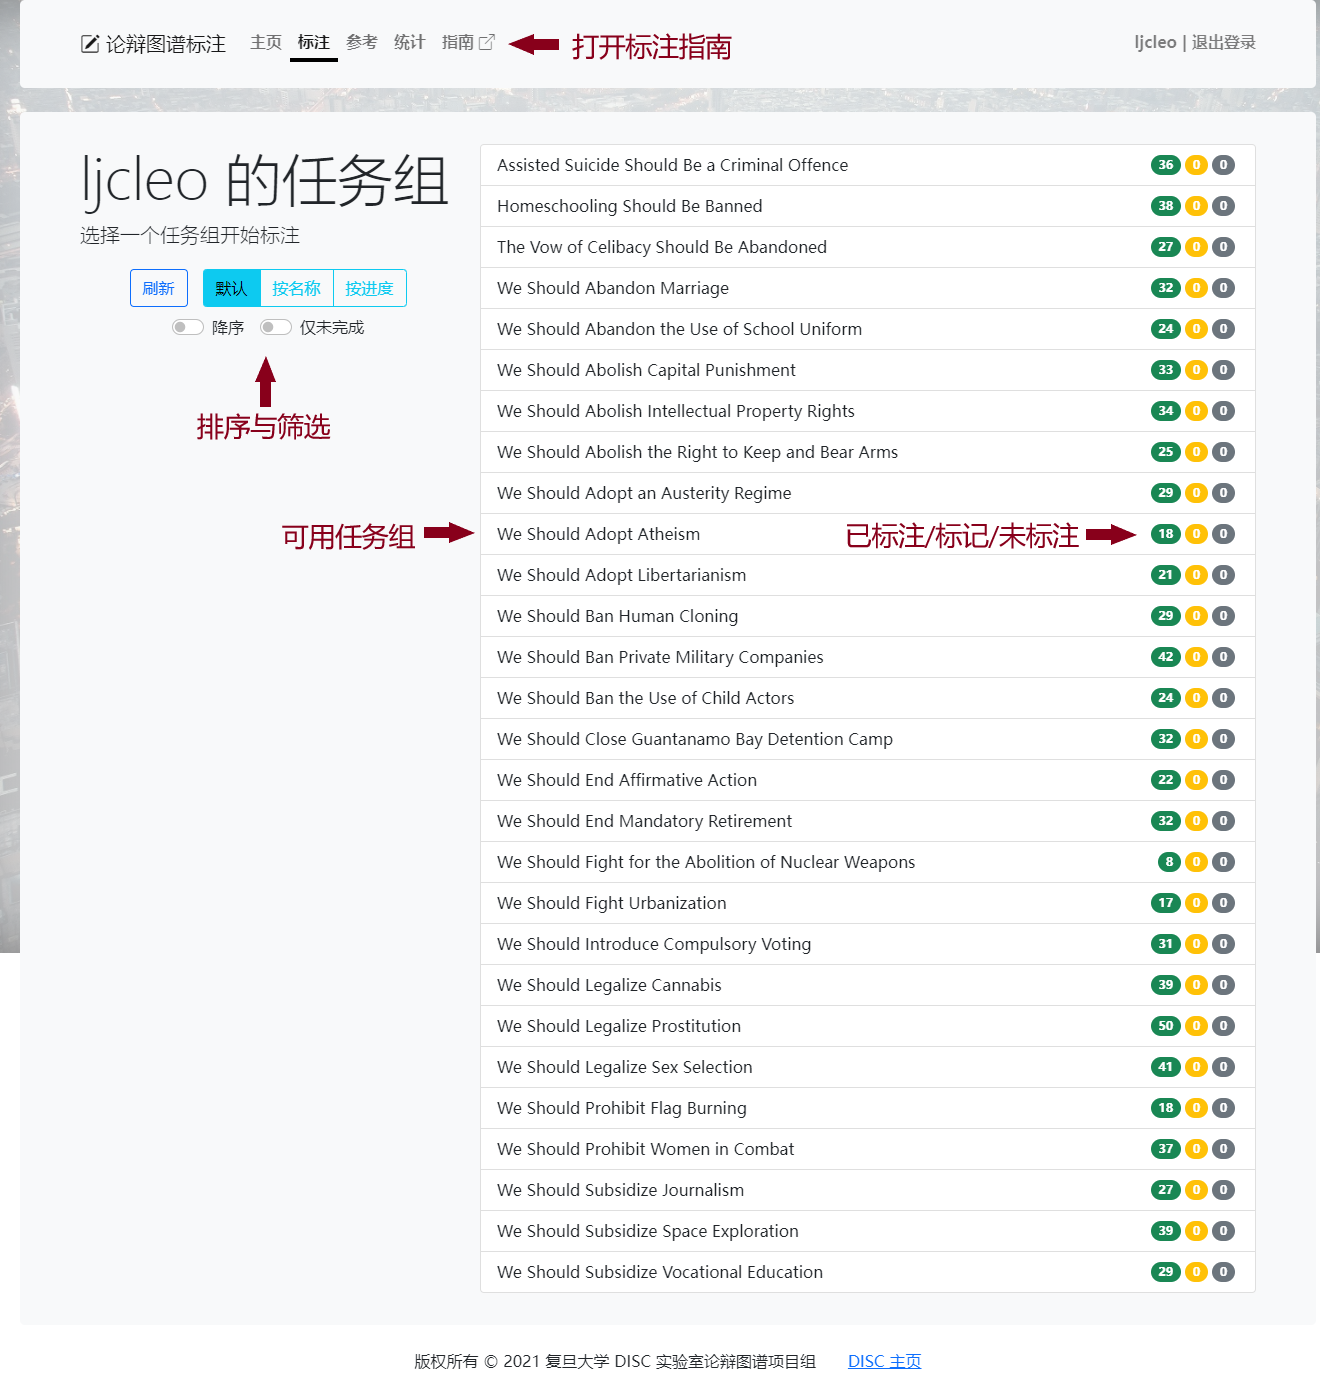 论辩图谱标注 主页 标注 参考 统计 指南 打开标注指南 ljcleo | 退出登录
ljcleo 的任务组
选择一个任务组开始标注
刷新 默认 按名称 按进度
降序 仅未完成
排序与筛选
可用任务组
Assisted Suicide Should Be a Criminal Offence 36 0 0
Homeschooling Should Be Banned 38 0 0
The Vow of Celibacy Should Be Abandoned 27 0 0
We Should Abandon Marriage 32 0 0
We Should Abandon the Use of School Uniform 24 0 0
We Should Abolish Capital Punishment 33 0 0
We Should Abolish Intellectual Property Rights 34 0 0
We Should Abolish the Right to Keep and Bear Arms 25 0 0
We Should Adopt an Austerity Regime 29 0 0
We Should Adopt Atheism 已标注/标记/未标注 18 0 0
We Should Adopt Libertarianism 21 0 0
We Should Ban Human Cloning 29 0 0
We Should Ban Private Military Companies 42 0 0
We Should Ban the Use of Child Actors 24 0 0
We Should Close Guantanamo Bay Detention Camp 32 0 0
We Should End Affirmative Action 22 0 0
We Should End Mandatory Retirement 32 0 0
We Should Fight for the Abolition of Nuclear Weapons 8 0 0
We Should Fight Urbanization 17 0 0
We Should Introduce Compulsory Voting 31 0 0
We Should Legalize Cannabis 39 0 0
We Should Legalize Prostitution 50 0 0
We Should Legalize Sex Selection 41 0 0
We Should Prohibit Flag Burning 18 0 0
We Should Prohibit Women in Combat 37 0 0
We Should Subsidize Journalism 27 0 0
We Should Subsidize Space Exploration 39 0 0
We Should Subsidize Vocational Education 29 0 0
版权所有 © 2021 复旦大学 DISC 实验室论辩图谱项目组 DISC 主页